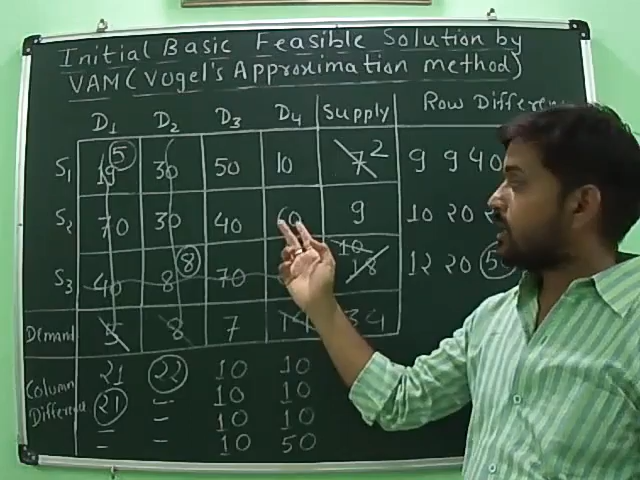 Initial Basic Feasible Solution by
VAM (Vogel's Approximation method)
D1 D2 D3 D4 Supply Row Differen
S1 19 5 30 50 10 7 2 9 9 40
S2 70 30 40 60 9 10 20
S3 40 8 8 70 10 18 12 20
Demand 5 8 7 14 34
Column Difference 21 22 10 10
21 - 10 10
- - 10 10
- - 10 50